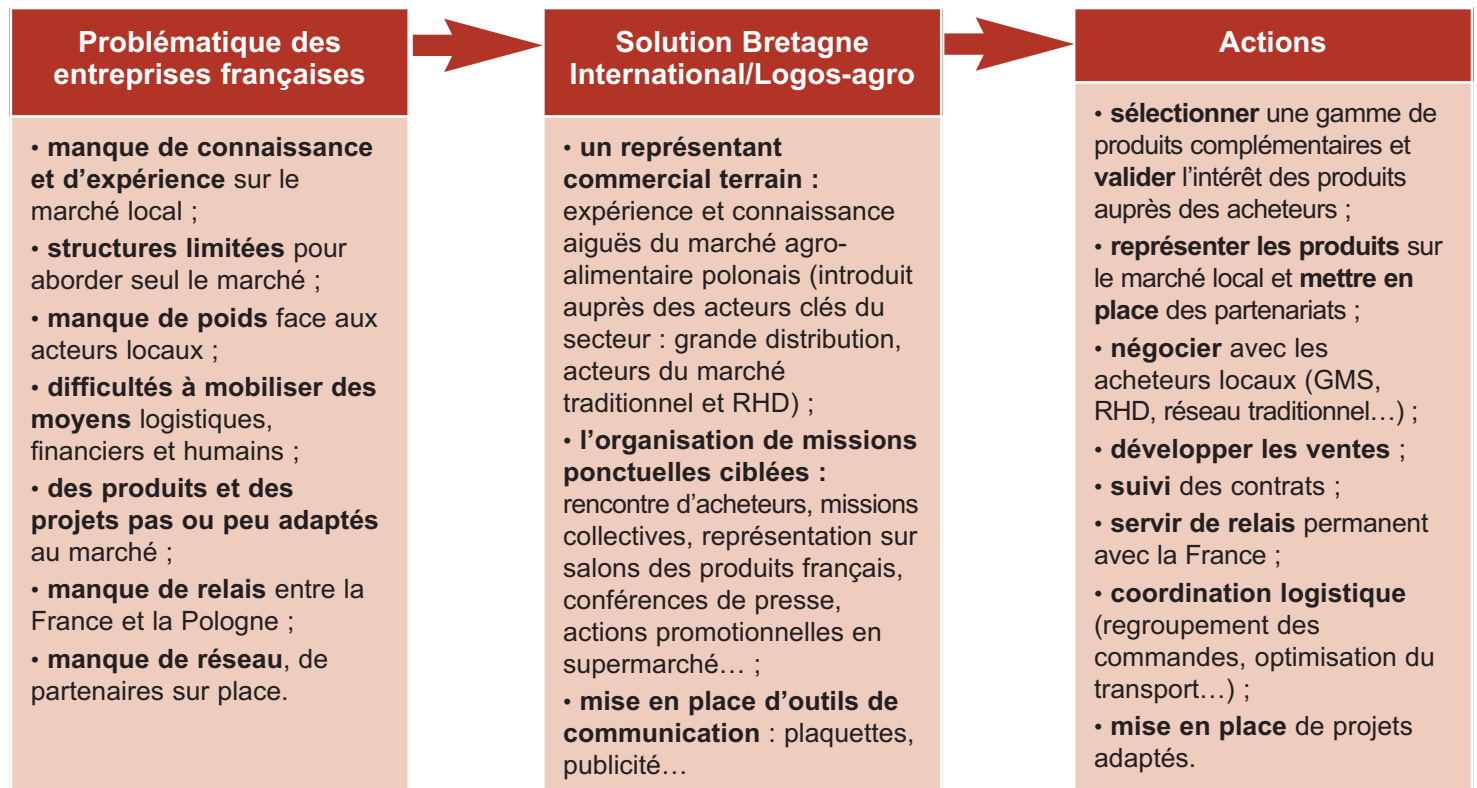 Problématique des
entreprises françaises
• manque de connaissance
et d'expérience sur le
marché local ;
• structures limitées pour
aborder seul le marché ;
• manque de poids face aux
acteurs locaux ;
• difficultés à mobiliser des
moyens logistiques,
financiers et humains ;
• des produits et des
projets pas ou peu adaptés
au marché ;
• manque de relais entre la
France et la Pologne ;
• manque de réseau, de
partenaires sur place.
Solution Bretagne
International/Logos-agro
• un représentant
commercial terrain :
expérience et connaissance
aiguës du marché agro-
alimentaire polonais (introduit
auprès des acteurs clés du
secteur : grande distribution,
acteurs du marché
traditionnel et RHD) ;
• l’organisation de missions
ponctuelles ciblées :
rencontre d’acheteurs, missions
collectives, représentation sur
salons des produits français,
conférences de presse,
actions promotionnelles en
supermarché… ;
• mise en place d’outils de
communication : plaquettes,
publicité…
Actions
• sélectionner une gamme de
produits complémentaires et
valider l’intérêt des produits
auprès des acheteurs ;
• représenter les produits sur
le marché local et mettre en
place des partenariats ;
• négocier avec les
acheteurs locaux (GMS,
RHD, réseau traditionnel…) ;
• développer les ventes ;
• suivi des contrats ;
• servir de relais permanent
avec la France ;
• coordination logistique
(regroupement des
commandes, optimisation du
transport…) ;
• mise en place de projets
adaptés.